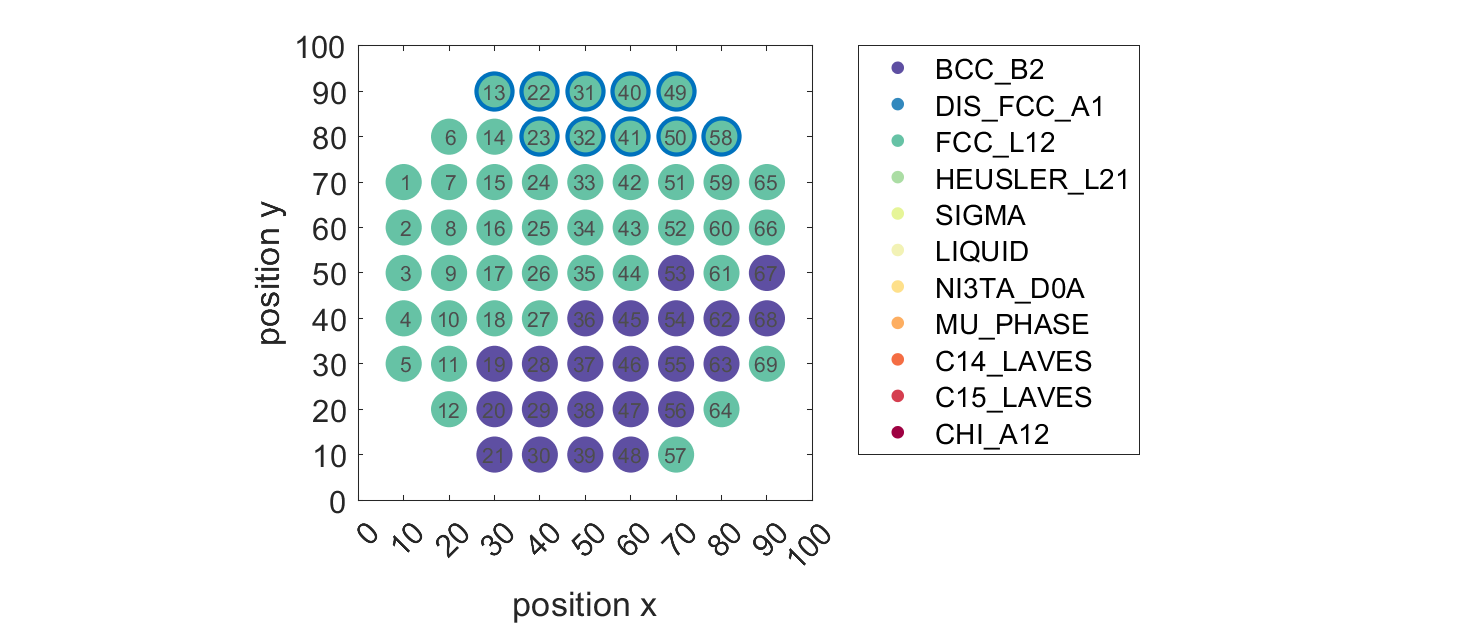 100
90
80
70
60
50
40
30
20
10
0
position y
13 22 31 40 49
6 14 23 32 41 50 58
1 7 15 24 33 42 51 59 65
2 8 16 25 34 43 52 60 66
3 9 17 26 35 44 53 61 67
4 10 18 27 36 45 54 62 68
5 11 19 28 37 46 55 63 69
12 20 29 38 47 56 64
21 30 39 48 57
0 10 20 30 40 50 60 70 80 90 100
position x
BCC_B2
DIS_FCC_A1
FCC_L12
HEUSLER_L21
SIGMA
LIQUID
NI3TA_D0A
MU_PHASE
C14_LAVES
C15_LAVES
CHI_A12